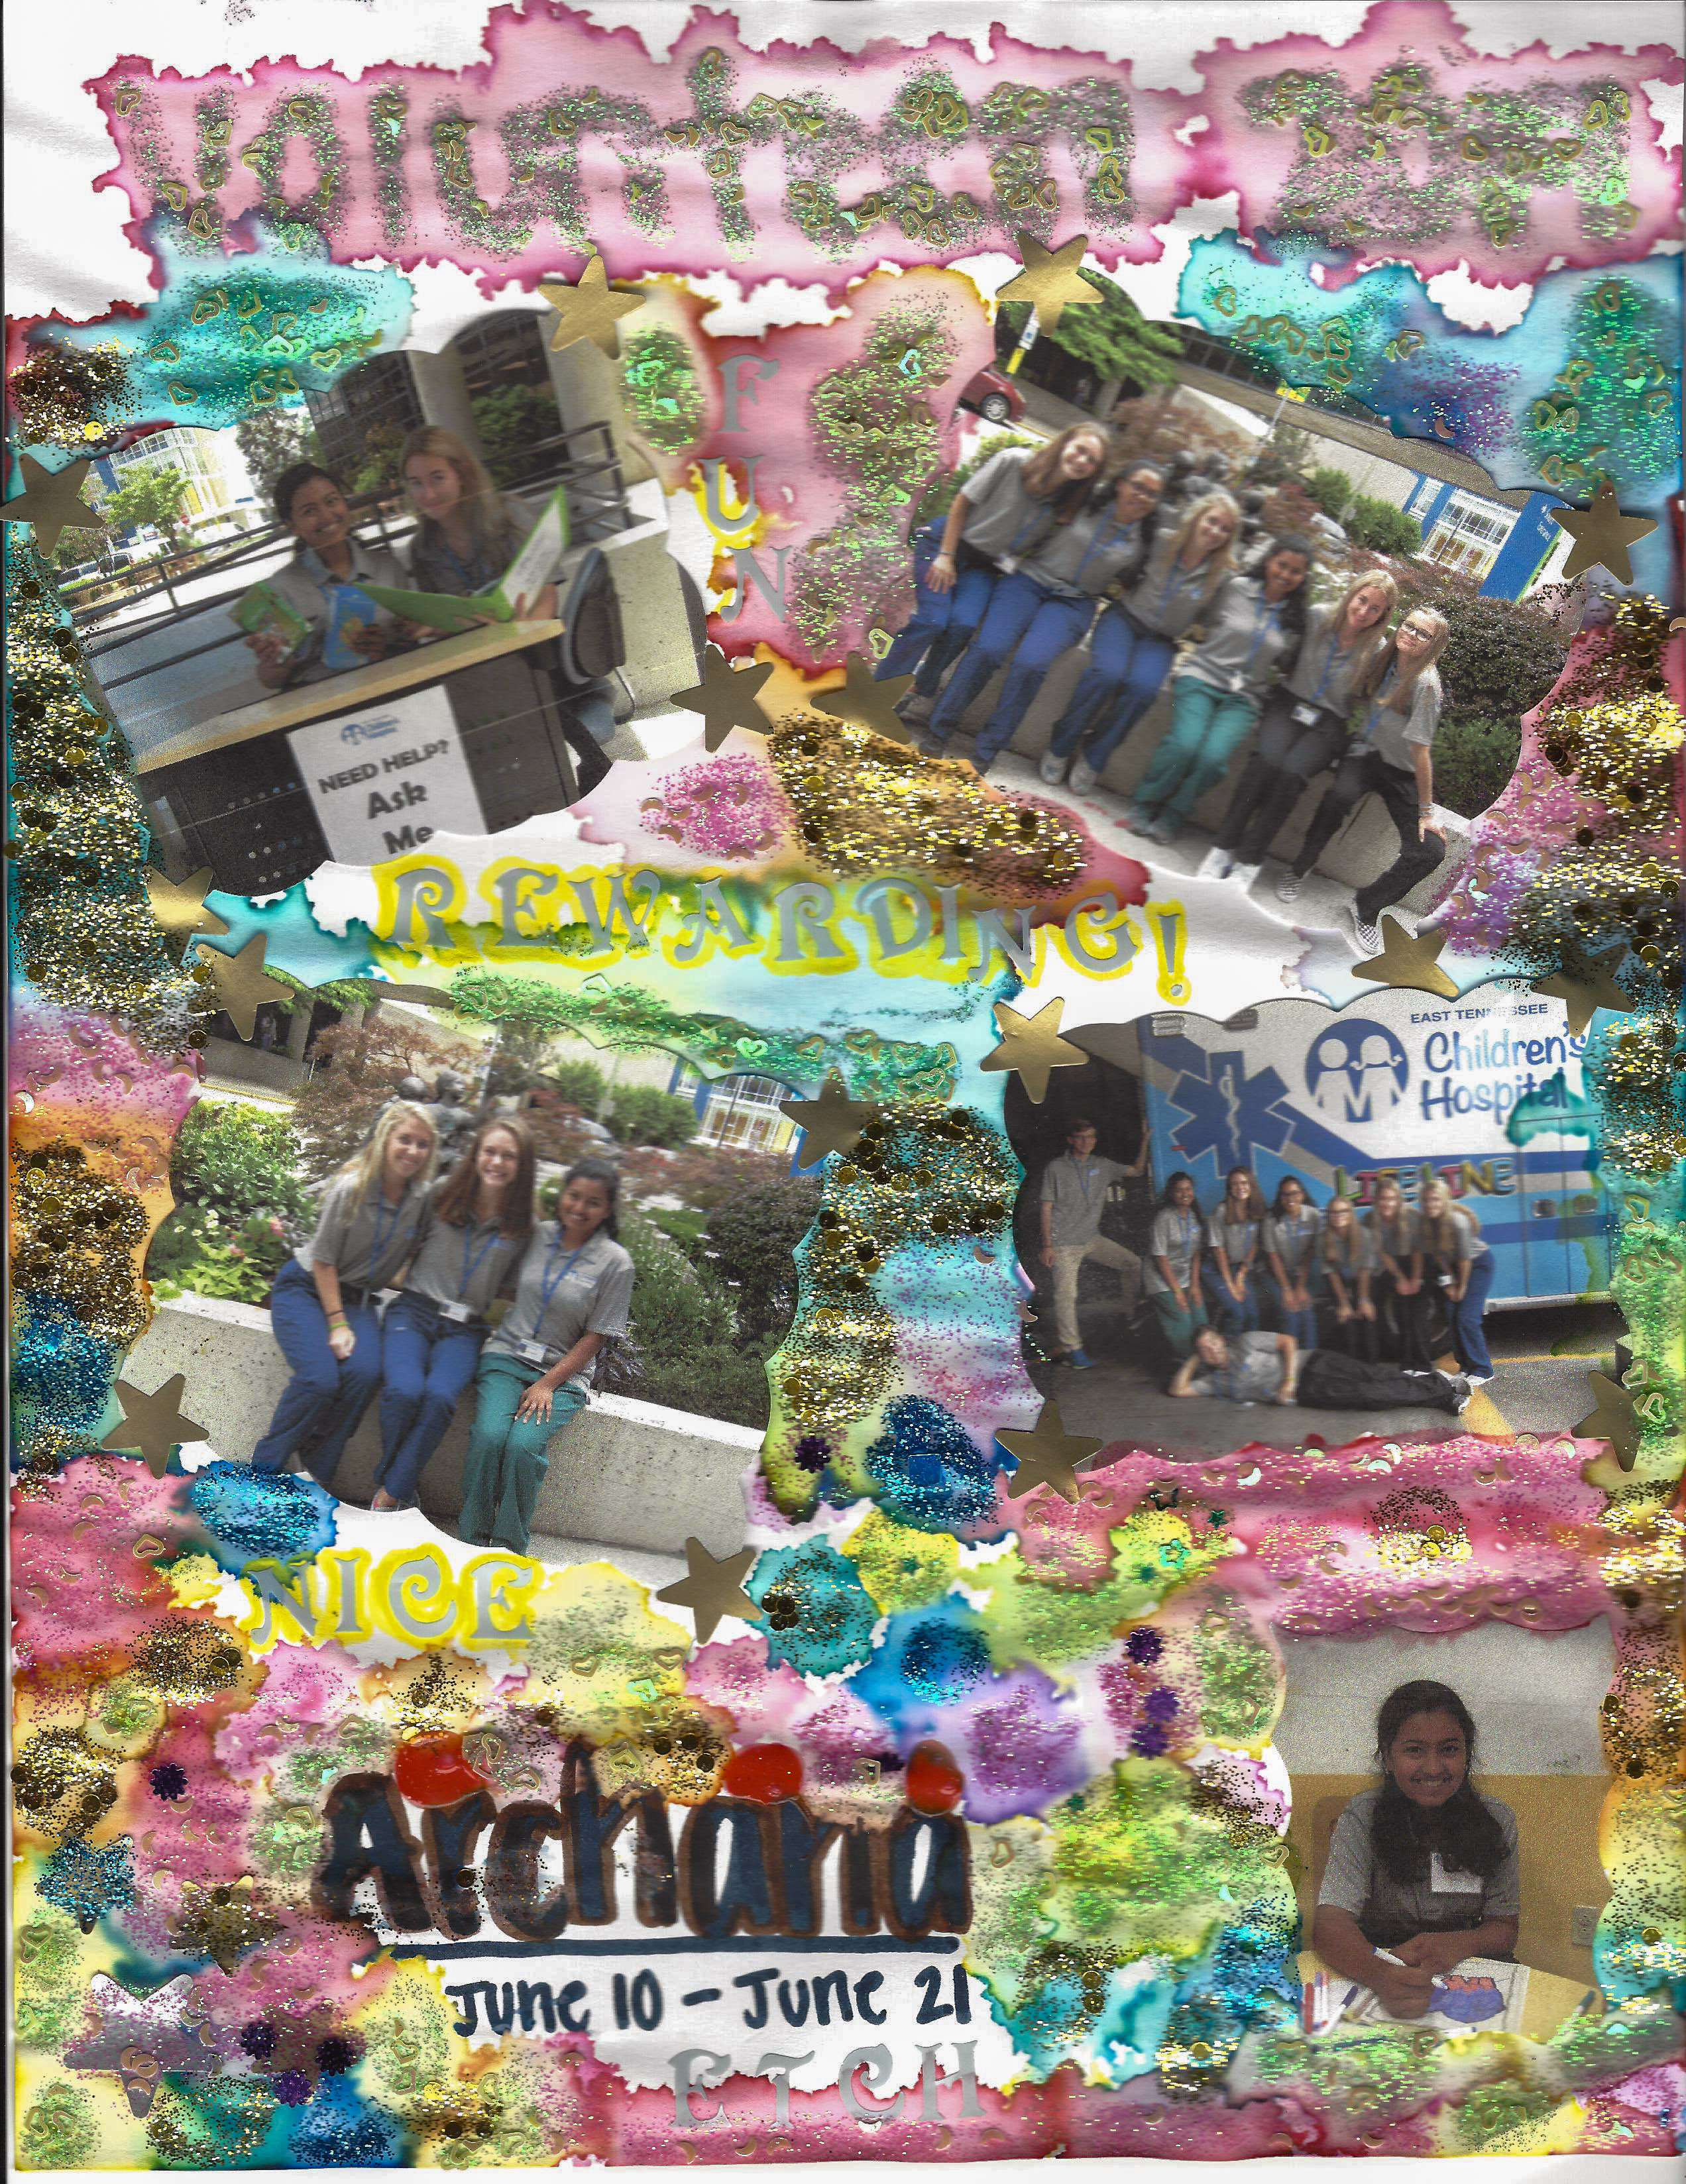 Volunteen
FUN
NEED HELP?
Ask
Me
REWARDING!
EAST TENNESSEE
Children's
Hospital
LIFELINE
NICE
Archana
June 10 - June 21
ETCH